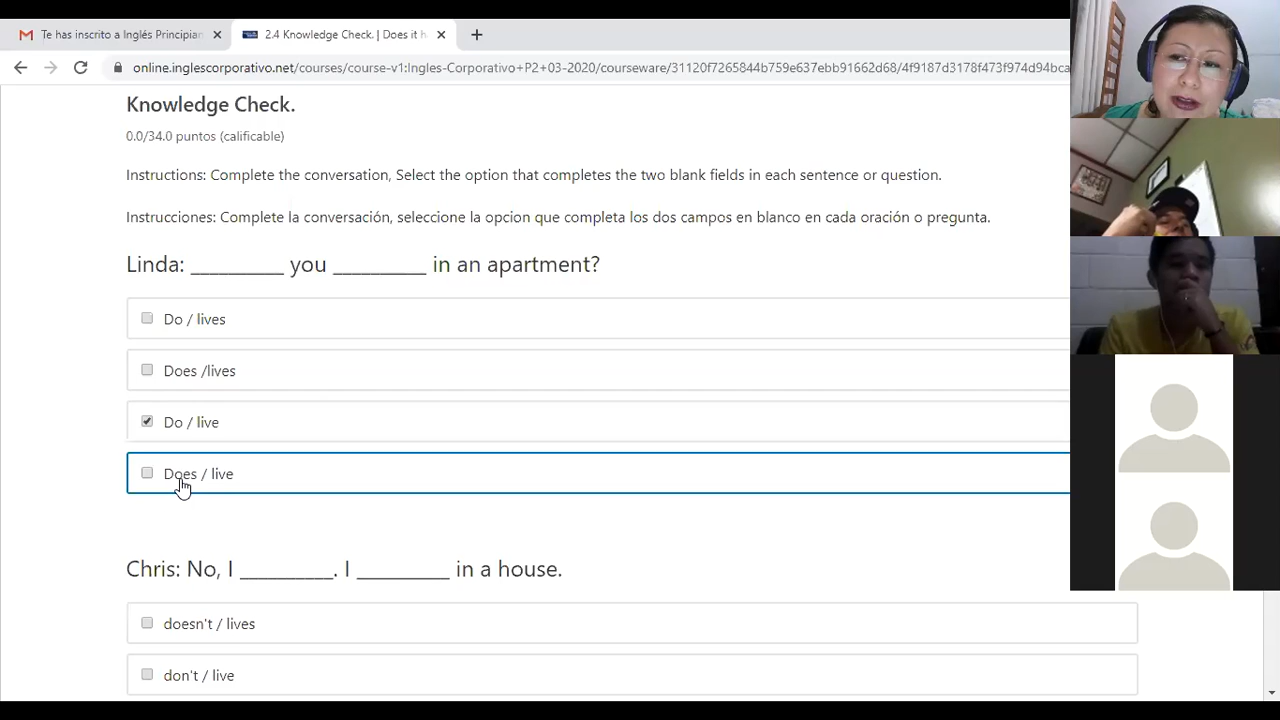 Te has inscrito a Inglés Principian
2.4 Knowledge Check. | Does it h
online.inglescorporativo.net/courses/course-v1:Ingles-Corporativo+P2+03-2020/courseware/31120f7265844b759e637ebb91662d68/4f9187d3178f473f974d94bca
Knowledge Check.
0.0/34.0 puntos (calificable)
Instructions: Complete the conversation, Select the option that completes the two blank fields in each sentence or question.
Instrucciones: Complete la conversación, seleccione la opcion que completa los dos campos en blanco en cada oración o pregunta.
Linda: __________ you __________ in an apartment?
Do / lives
Does /lives
Do / live
Does / live
Chris: No, I __________. I __________ in a house.
doesn't / lives
don't / live